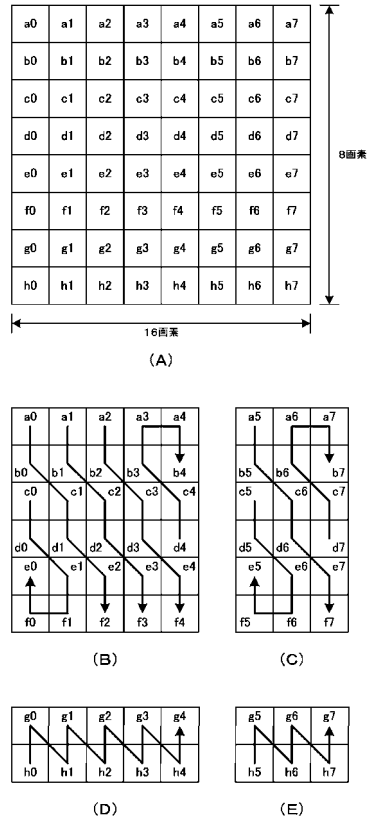 a0 a1 a2 a3 a4 a5 a6 a7
b0 b1 b2 b3 b4 b5 b6 b7
c0 c1 c2 c3 c4 c5 c6 c7
d0 d1 d2 d3 d4 d5 d6 d7
e0 e1 e2 e3 e4 e5 e6 e7
f0 f1 f2 f3 f4 f5 f6 f7
g0 g1 g2 g3 g4 g5 g6 g7
h0 h1 h2 h3 h4 h5 h6 h7
8画素
16画素
(A)
a0 a1 a2 a3 a4
b0 b1 b2 b3 b4
c0 c1 c2 c3 c4
d0 d1 d2 d3 d4
e0 e1 e2 e3 e4
f0 f1 f2 f3 f4
(B)
a5 a6 a7
b5 b6 b7
c5 c6 c7
d5 d6 d7
e5 e6 e7
f5 f6 f7
(C)
g0 g1 g2 g3 g4
h0 h1 h2 h3 h4
(D)
g5 g6 g7
h5 h6 h7
(E)